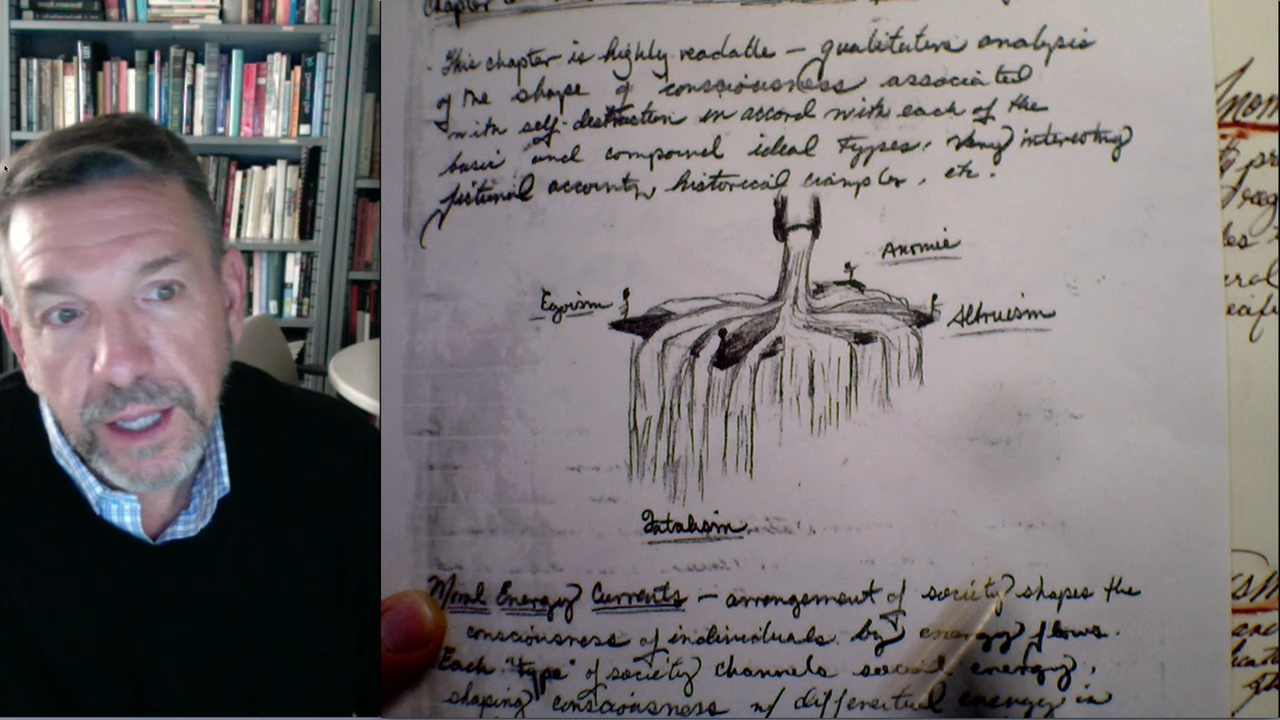 Chapter
. This chapter is highly readable — qualitative analysis
of the shape of consciousness associated
with self-destruction in accord with each of the
basic and compound ideal types. Very interesting
fictional accounts, historical examples, etc.
Anomie
Egoism
Altruism
Fatalism
Moral Energy Currents — arrangement of society shapes the
consciousness of individuals by energy flows.
Each "type" of society channels social energy,
shaping consciousness w/ differential energy in